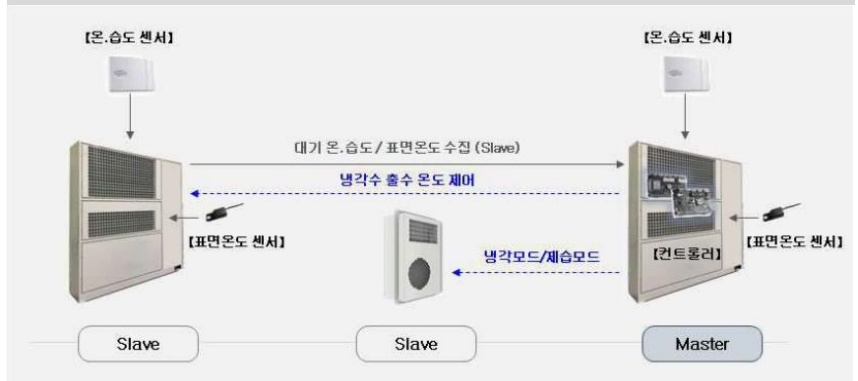 【온.습도 센서】
【온.습도 센서】
대기 온.습도 / 표면온도 수집 (Slave)
냉각수 출수 온도 제어
【표면온도 센서】
냉각모드/제습모드
【컨트롤러】
【표면온도 센서】
Slave
Slave
Master